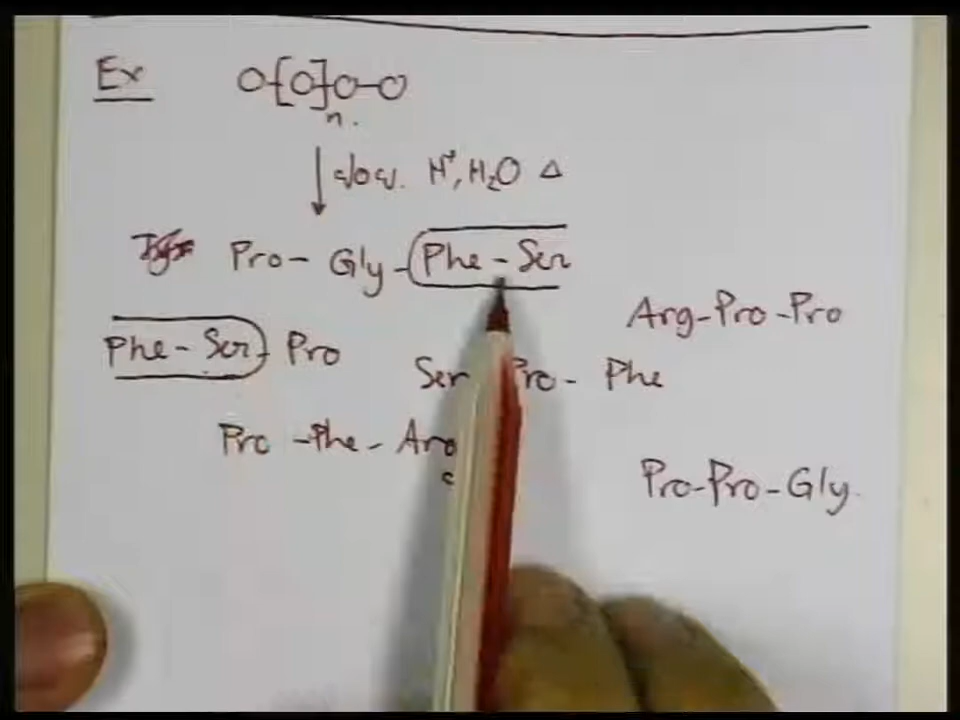 Ex O-[O]O-O
n.
H⁺, H₂O Δ
Pro - Gly - Phe - Ser
Arg-Pro-Pro
Phe - Ser - Pro
Ser Pro - Phe
Pro - Phe - Arg
Pro-Pro-Gly.